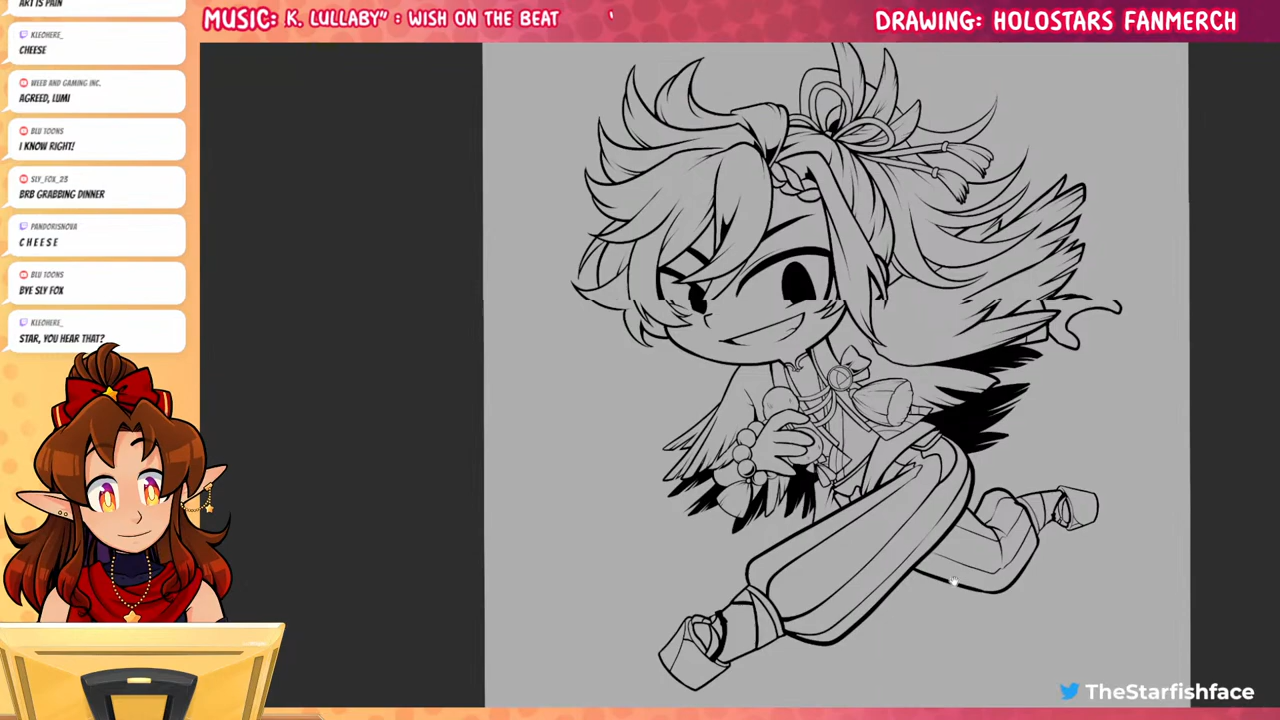 MUSIC: K. LULLABY" : WISH ON THE BEAT
DRAWING: HOLOSTARS FANMERCH
ART IS PAIN
KLEOHERE_
CHEESE
WEEB AND GAMING INC.
AGREED, LUMI
BLU TOONS
I KNOW RIGHT!
SLY_FOX_23
BRB GRABBING DINNER
PANDORISNOVA
C H E E S E
BLU TOONS
BYE SLY FOX
KLEOHERE_
STAR, YOU HEAR THAT?
TheStarfishface